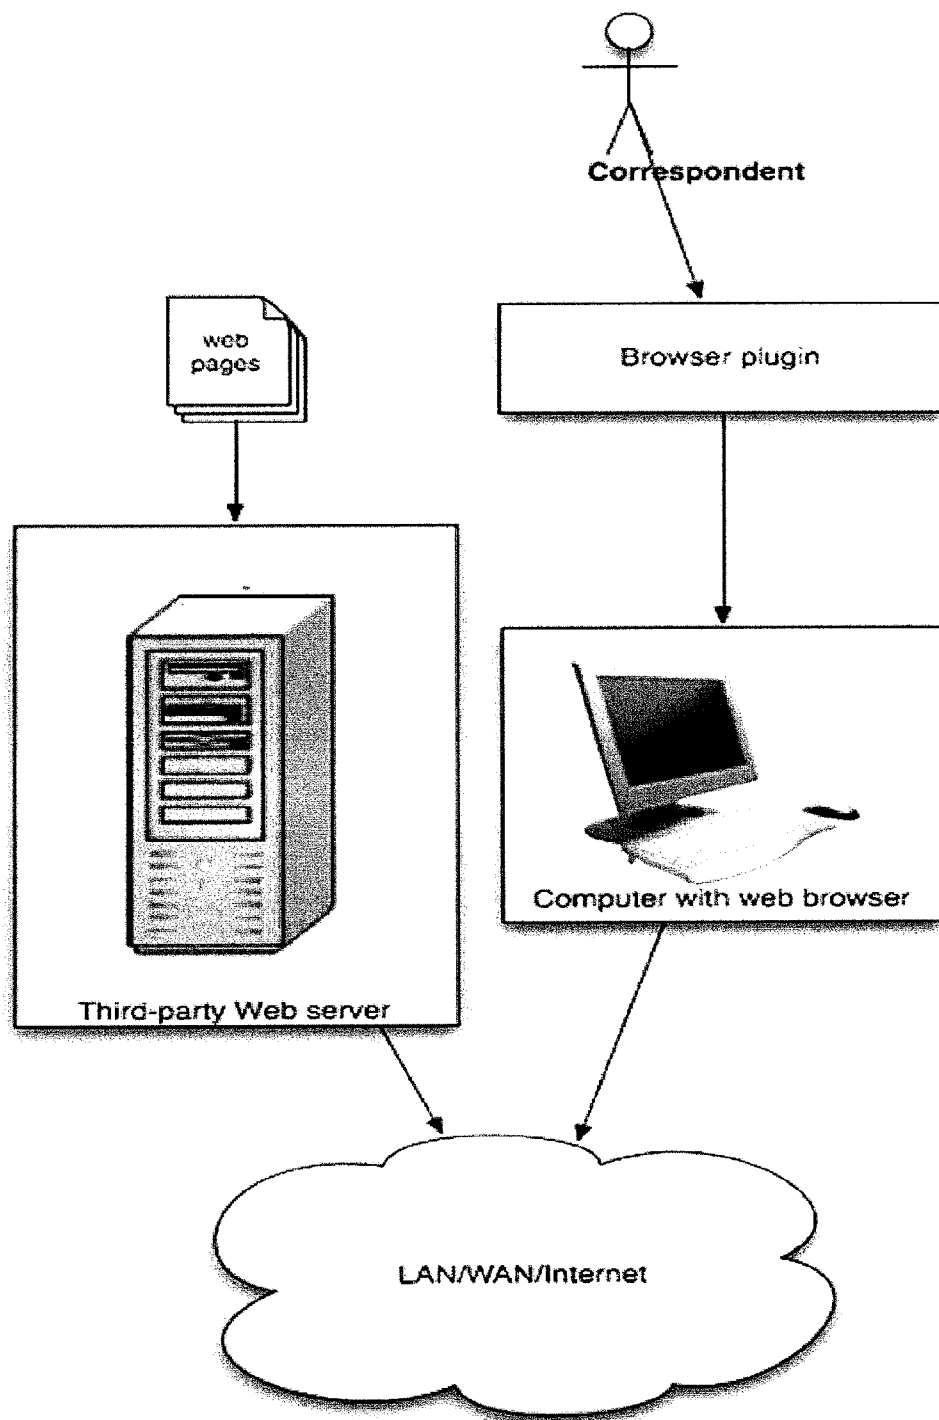 Correspondent
web
pages
Browser plugin
Computer with web browser
Third-party Web server
LAN/WAN/Internet